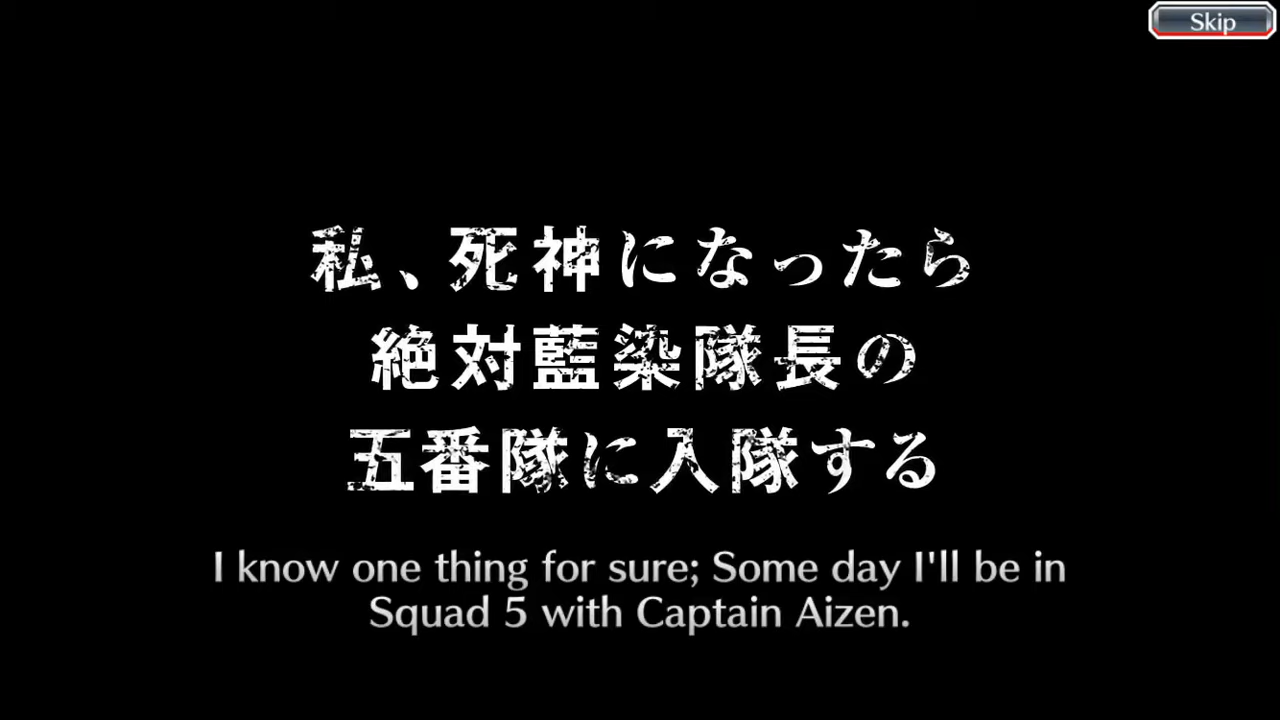 Skip
私、死神になったら
絶対藍染隊長の
五番隊に入隊する
I know one thing for sure; Some day I'll be in
Squad 5 with Captain Aizen.